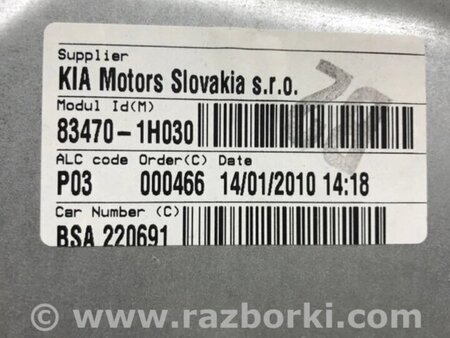 Supplier
KIA Motors Slovakia s.r.o.
Modul Id(M)
83470-1H030
ALC code Order(C) Date
P03 000466 14/01/2010 14:18
Car Number (C)
BSA 220691
© www.razborki.com